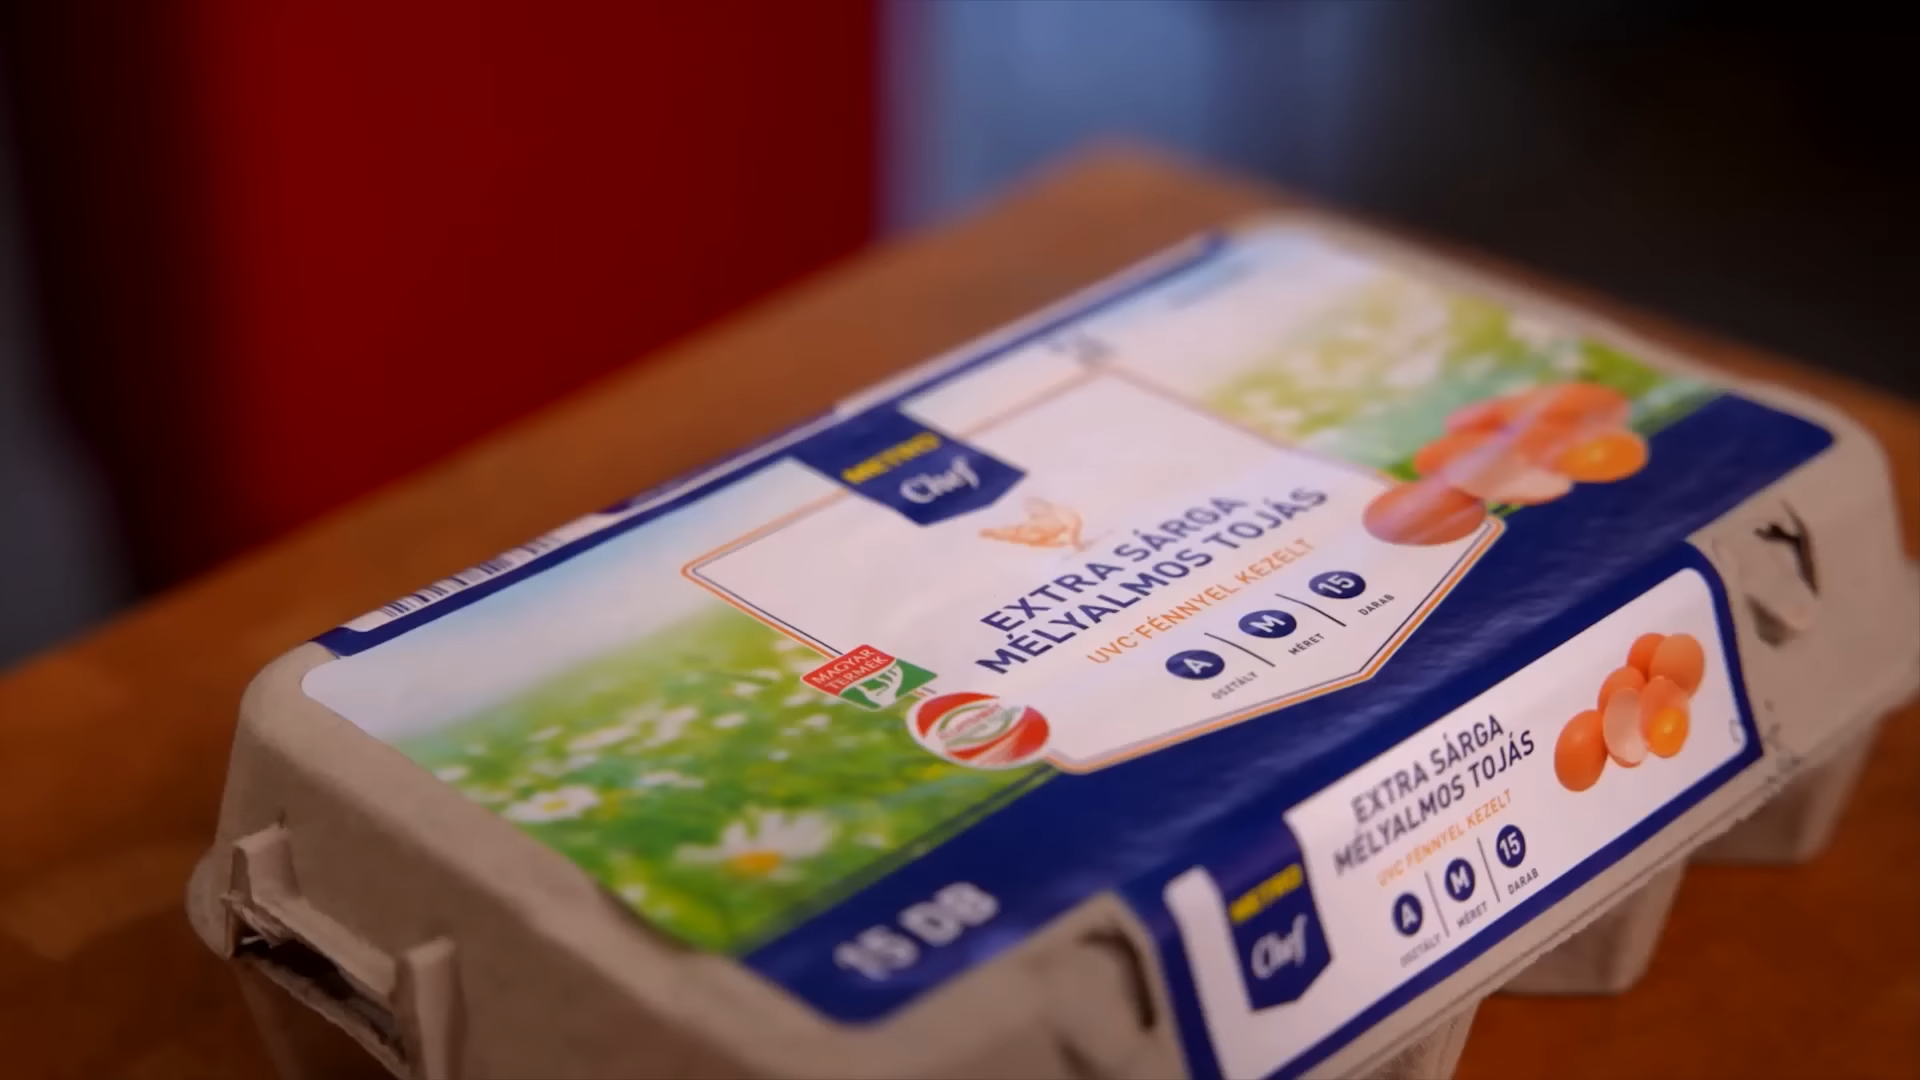 METRO
Chef
EXTRA SÁRGA
MÉLYALMOS TOJÁS
UVC FÉNNYEL KEZELT
A
OSZTÁLY
M
MÉRET
15
DARAB
MAGYAR
TERMÉK
15 DB
METRO
Chef
EXTRA SÁRGA
MÉLYALMOS TOJÁS
UVC FÉNNYEL KEZELT
A
OSZTÁLY
M
MÉRET
15
DARAB